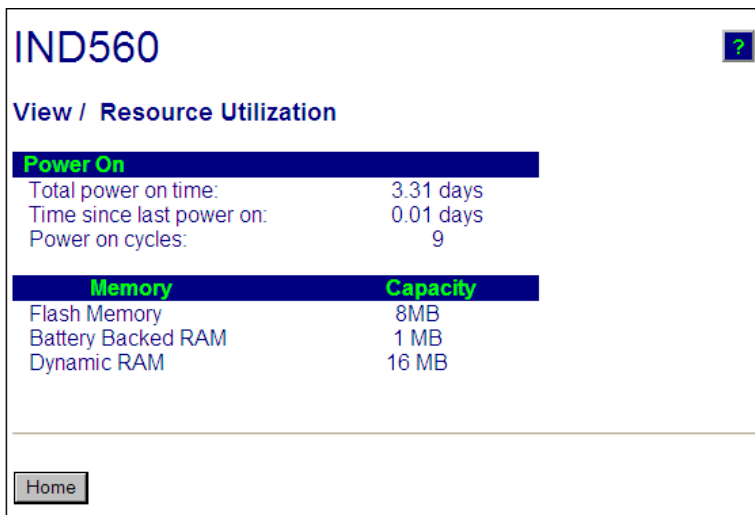 IND560
?
View / Resource Utilization
Power On
Total power on time: 3.31 days
Time since last power on: 0.01 days
Power on cycles: 9
Memory Capacity
Flash Memory 8MB
Battery Backed RAM 1 MB
Dynamic RAM 16 MB
Home